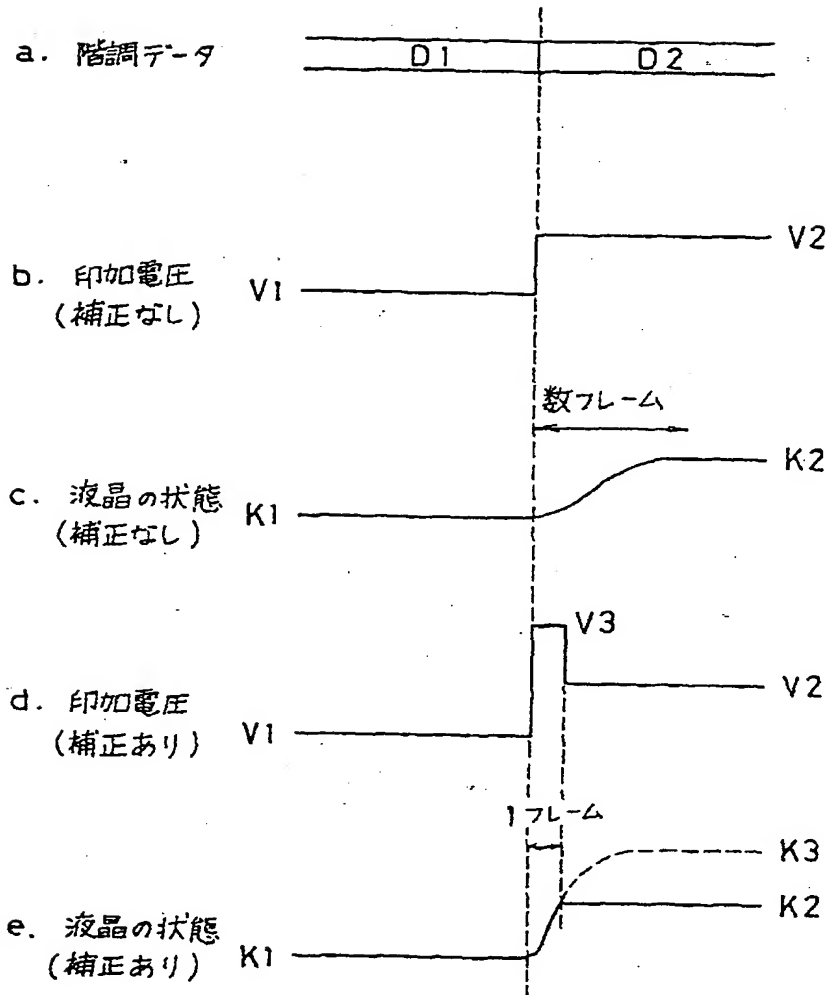 a. 階調データ
D1
D2
b. 印加電圧
(補正なし)
V1
V2
数フレーム
c. 液晶の状態
(補正なし)
K1
K2
V3
d. 印加電圧
(補正あり)
V1
V2
1フレーム
K3
e. 液晶の状態
(補正あり)
K1
K2